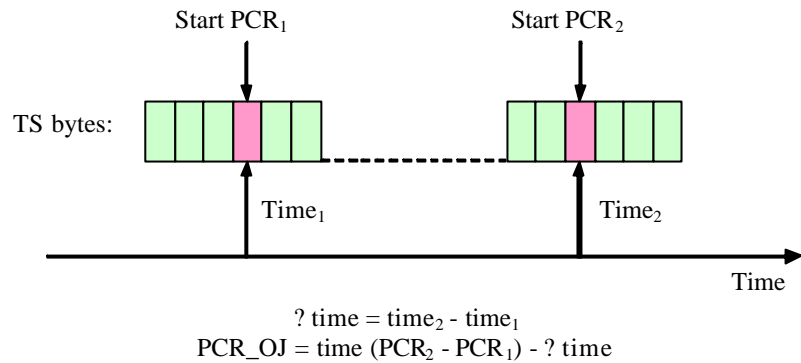 Start PCR₁
Start PCR₂
TS bytes:
Time₁
Time₂
Time
? time = time₂ - time₁
PCR_OJ = time (PCR₂ - PCR₁) - ? time